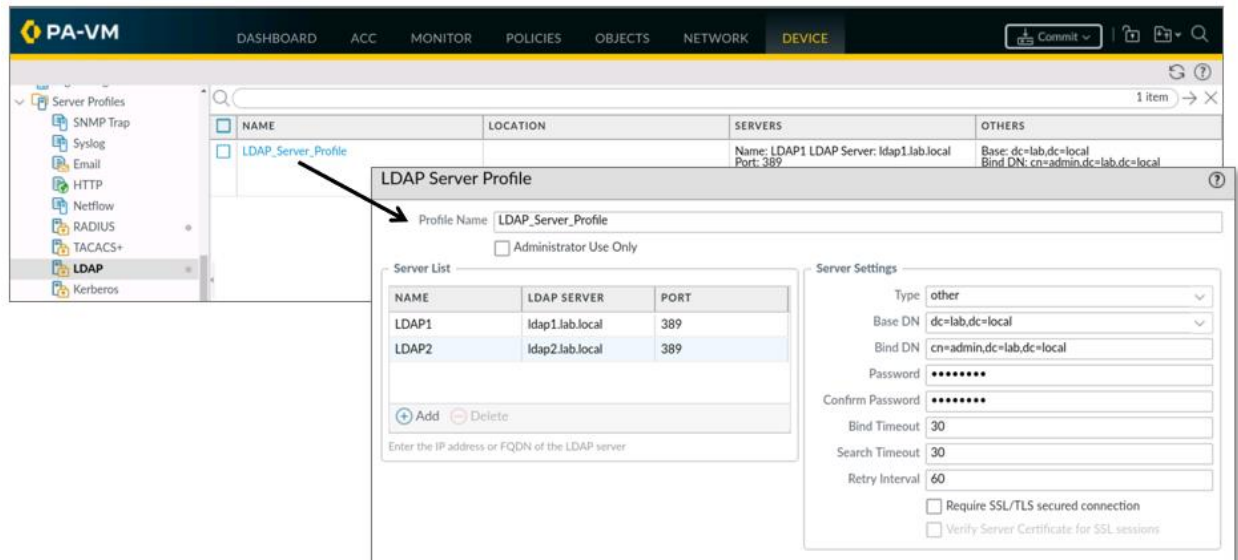 PA-VM
DASHBOARD ACC MONITOR POLICIES OBJECTS NETWORK DEVICE Commit
Server Profiles
SNMP Trap
Syslog
Email
HTTP
Netflow
RADIUS
TACACS+
LDAP
Kerberos
1 item
NAME LOCATION SERVERS OTHERS
LDAP_Server_Profile Name: LDAP1 LDAP Server: ldap1.lab.local Base: dc=lab,dc=local
Port: 389 Bind DN: cn=admin,dc=lab,dc=local
LDAP Server Profile
Profile Name LDAP_Server_Profile
Administrator Use Only
Server List
NAME LDAP SERVER PORT
LDAP1 ldap1.lab.local 389
LDAP2 ldap2.lab.local 389
Add Delete
Enter the IP address or FQDN of the LDAP server
Server Settings
Type other
Base DN dc=lab,dc=local
Bind DN cn=admin,dc=lab,dc=local
Password ••••••••
Confirm Password ••••••••
Bind Timeout 30
Search Timeout 30
Retry Interval 60
Require SSL/TLS secured connection
Verify Server Certificate for SSL sessions